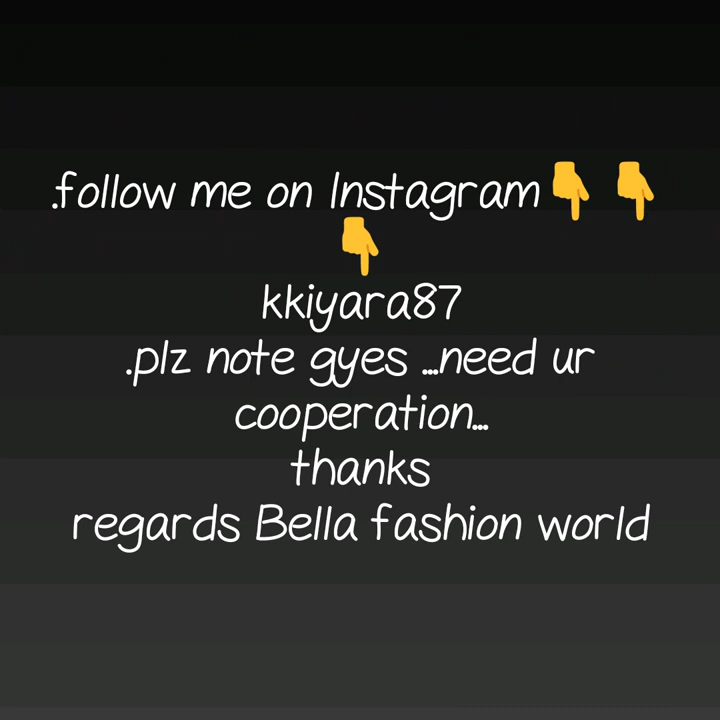 .follow me on Instagram👇👇
👇
kkiyara87
.plz note gyes ...need ur
cooperation...
thanks
regards Bella fashion world